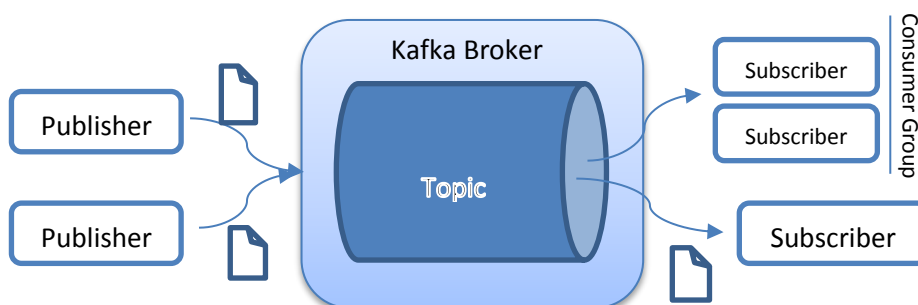 Kafka Broker
Publisher
Publisher
Topic
Subscriber
Subscriber
Consumer Group
Subscriber